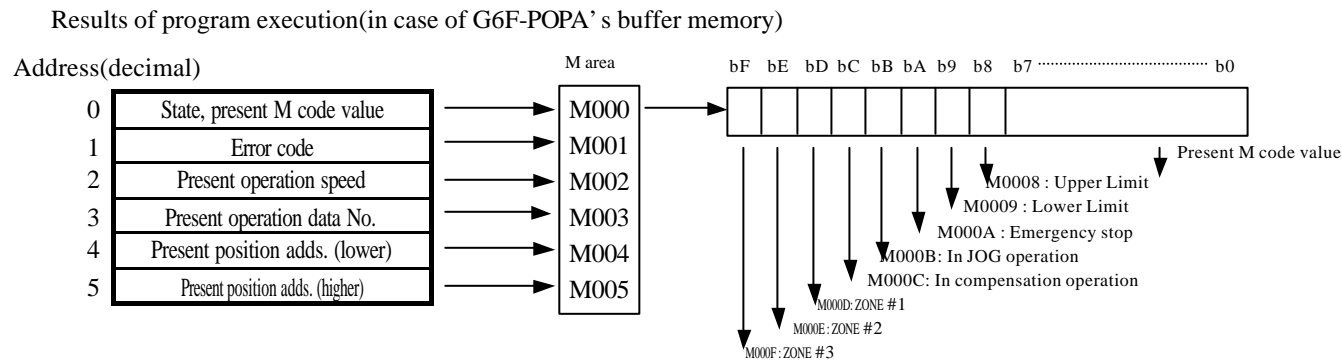 Results of program execution(in case of G6F-POPA’s buffer memory)
Address(decimal)
M area
bF bE bD bC bB bA b9 b8 b7 b0
0 State, present M code value M000
1 Error code M001
2 Present operation speed M002
3 Present operation data No. M003
4 Present position adds. (lower) M004
5 Present position adds. (higher) M005
Present M code value
M0008 : Upper Limit
M0009 : Lower Limit
M000A : Emergency stop
M000B: In JOG operation
M000C: In compensation operation
M000D: ZONE #1
M000E : ZONE #2
M000F : ZONE #3